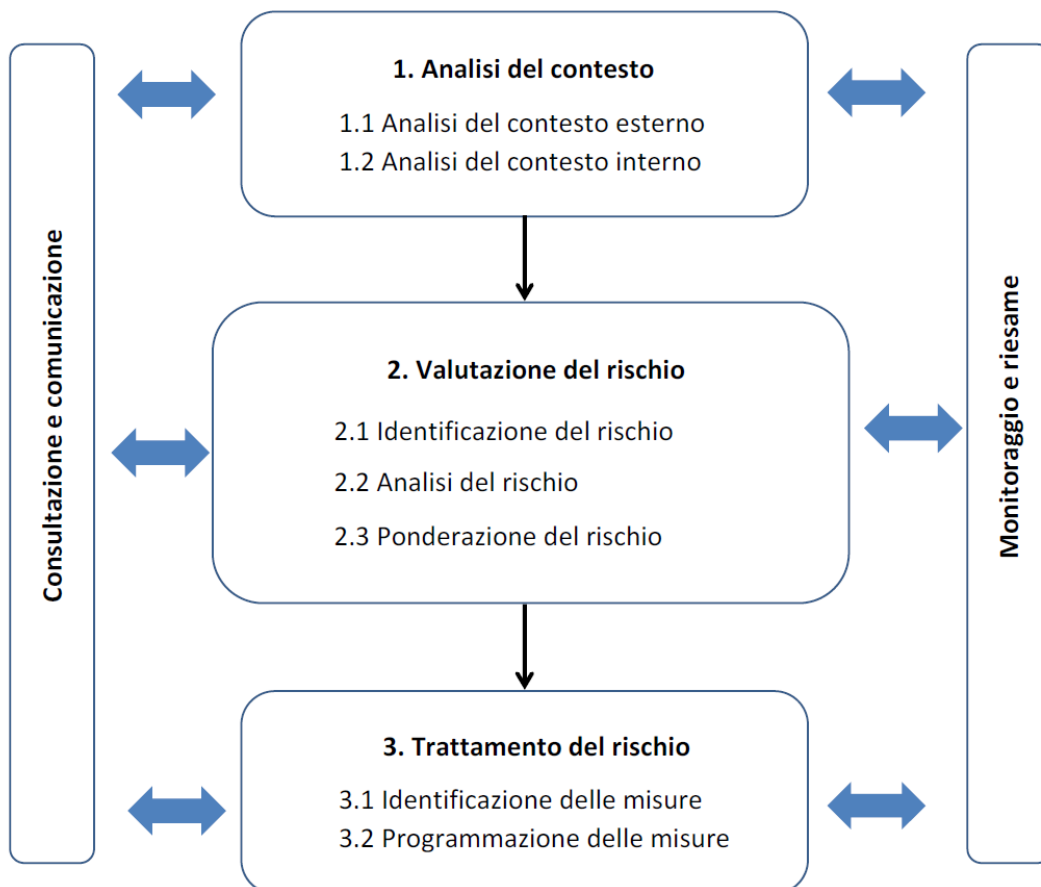 Consultazione e comunicazione
1. Analisi del contesto
1.1 Analisi del contesto esterno
1.2 Analisi del contesto interno
2. Valutazione del rischio
2.1 Identificazione del rischio
2.2 Analisi del rischio
2.3 Ponderazione del rischio
3. Trattamento del rischio
3.1 Identificazione delle misure
3.2 Programmazione delle misure
Monitoraggio e riesame